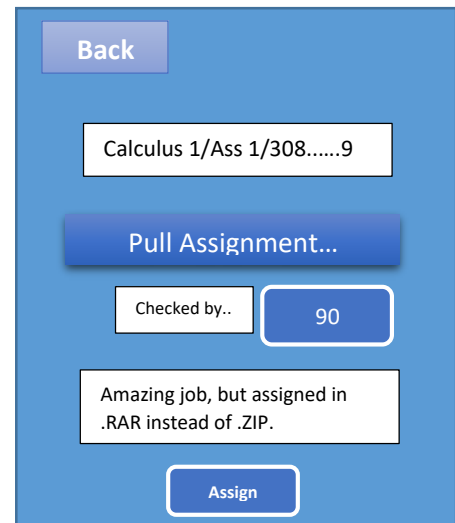 Back
Calculus 1/Ass 1/308......9
Pull Assignment...
Checked by..
90
Amazing job, but assigned in
.RAR instead of .ZIP.
Assign